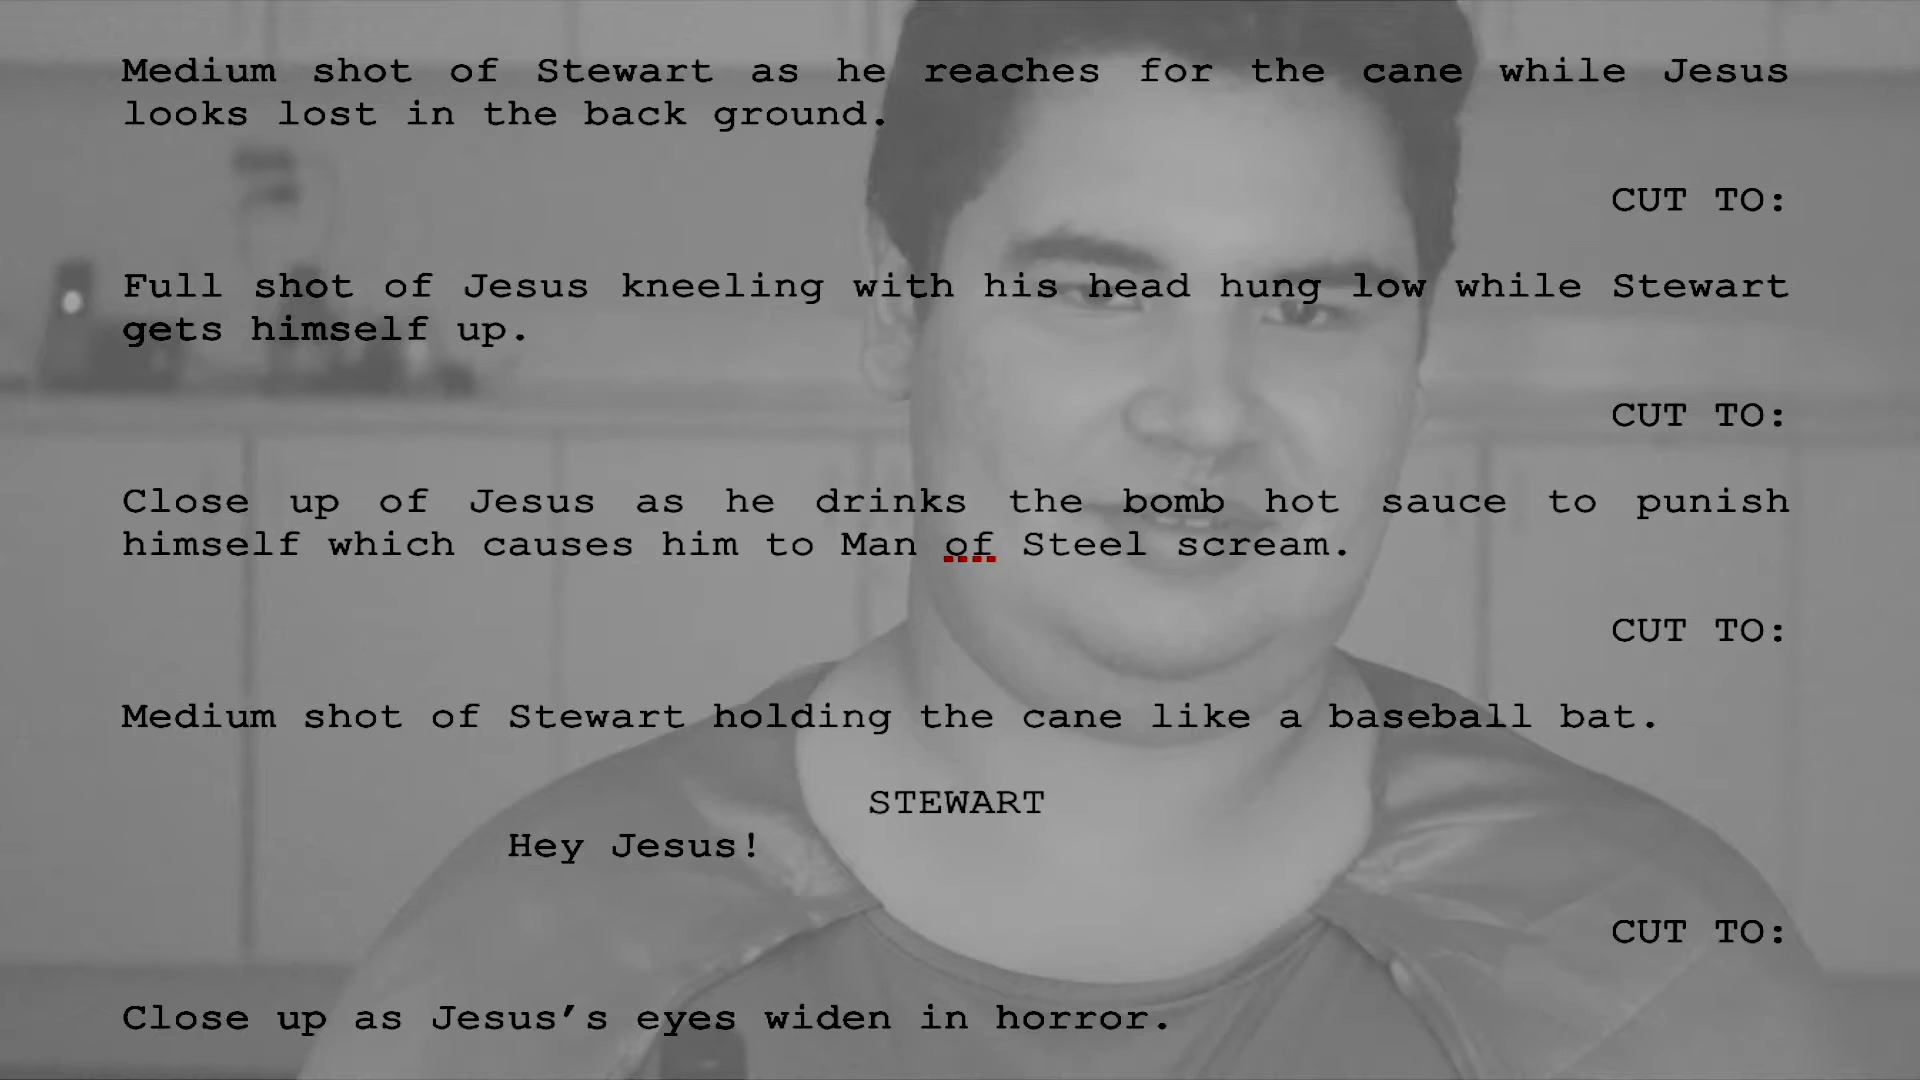 Medium shot of Stewart as he reaches for the cane while Jesus
looks lost in the back ground.
CUT TO:
Full shot of Jesus kneeling with his head hung low while Stewart
gets himself up.
CUT TO:
Close up of Jesus as he drinks the bomb hot sauce to punish
himself which causes him to Man of Steel scream.
CUT TO:
Medium shot of Stewart holding the cane like a baseball bat.
STEWART
Hey Jesus!
CUT TO:
Close up as Jesus’s eyes widen in horror.